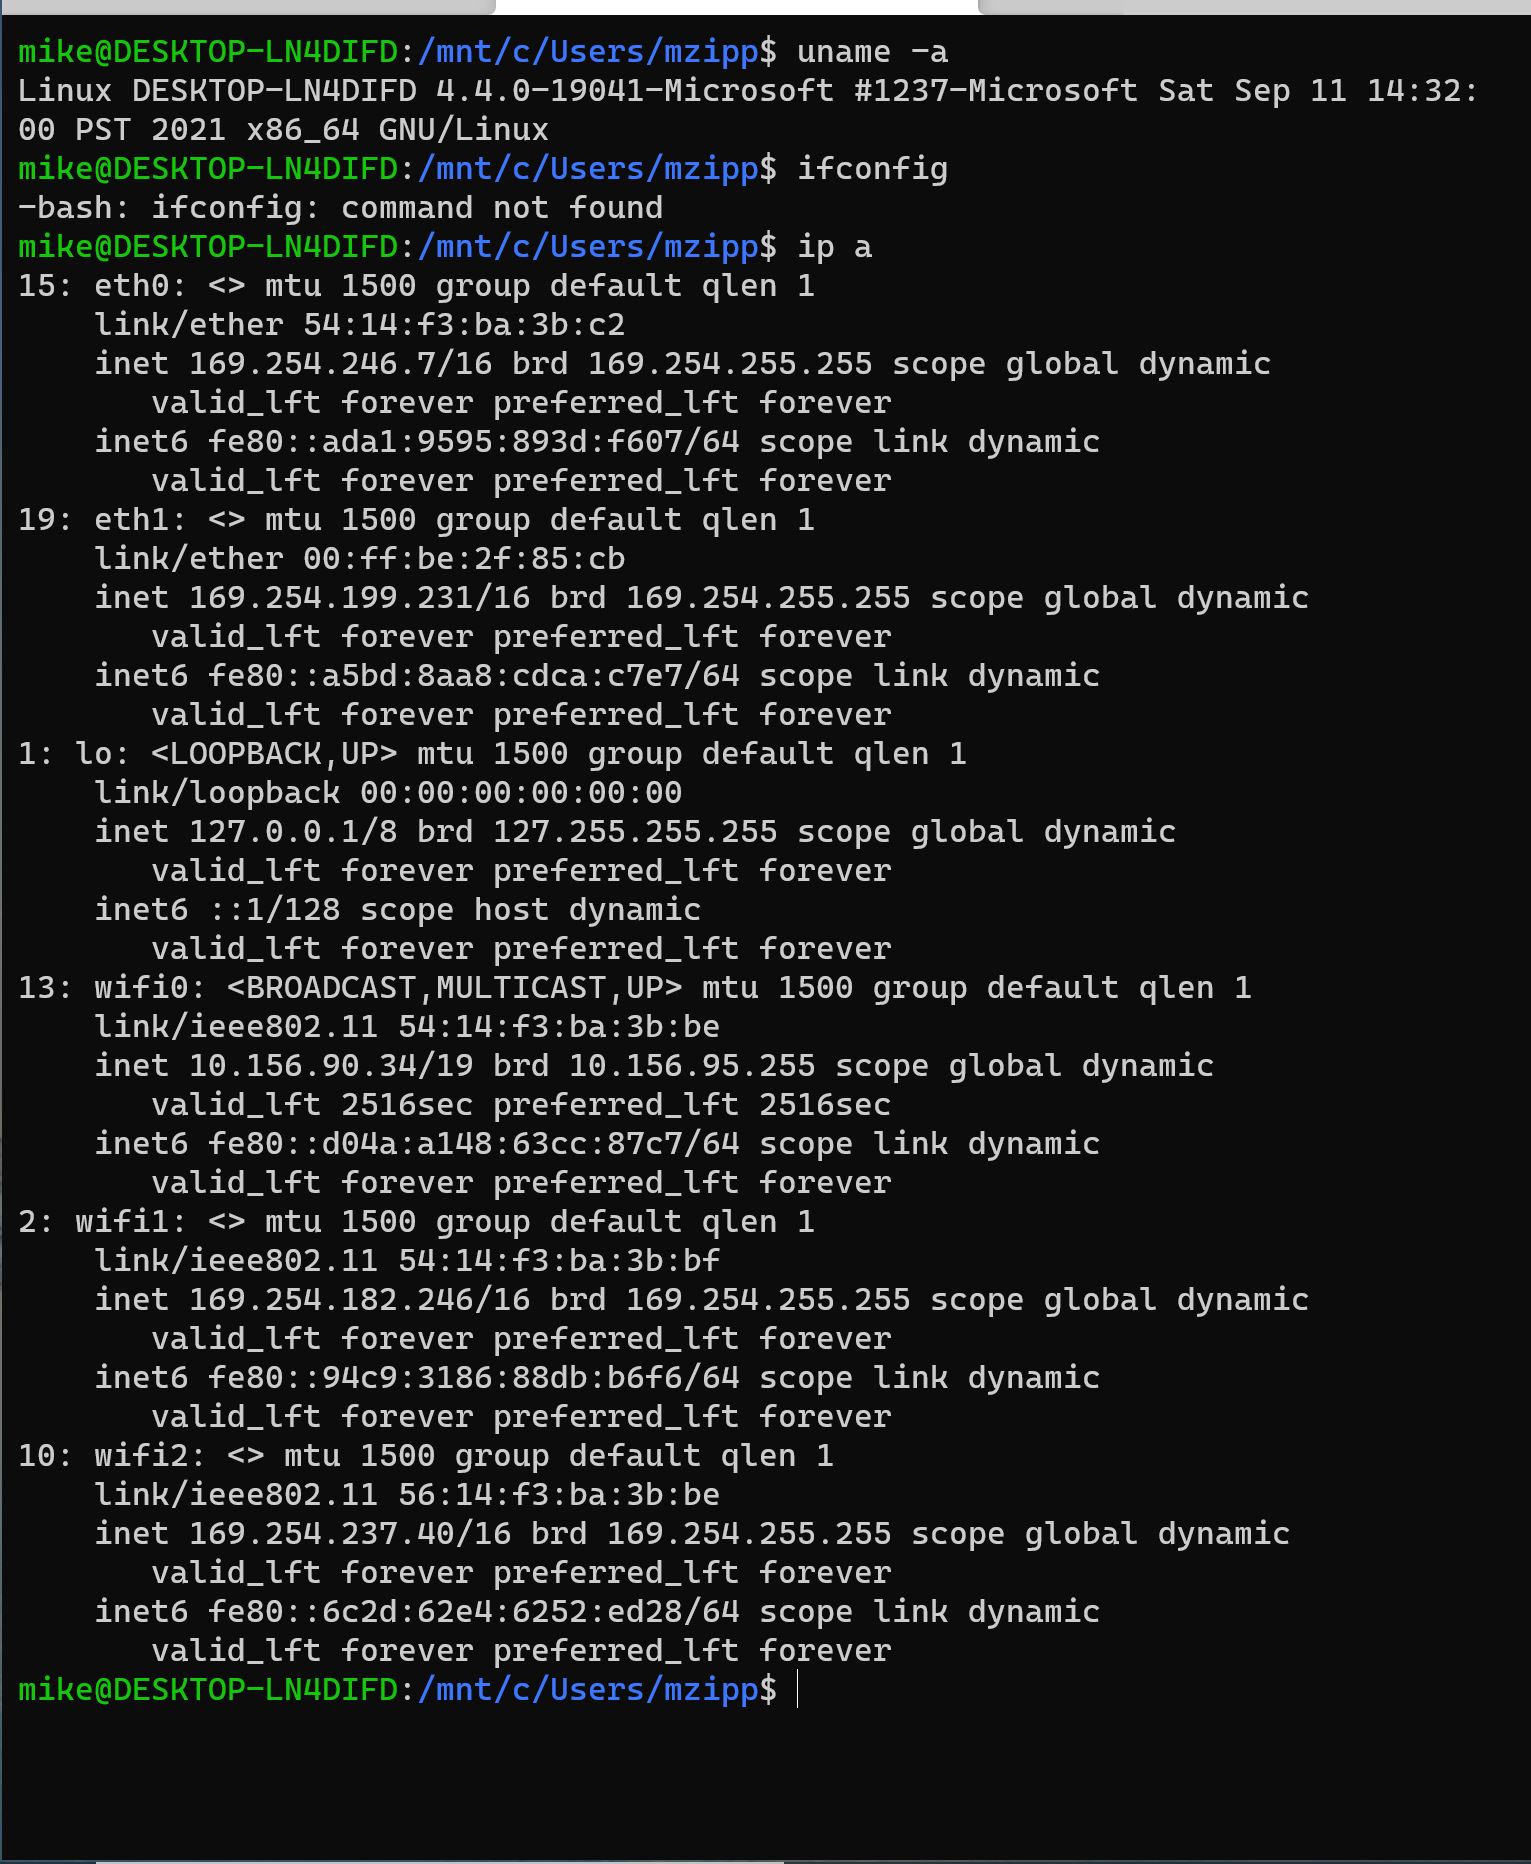 mike@DESKTOP-LN4DIFD:/mnt/c/Users/mzipp$ uname -a
Linux DESKTOP-LN4DIFD 4.4.0-19041-Microsoft #1237-Microsoft Sat Sep 11 14:32:
00 PST 2021 x86_64 GNU/Linux
mike@DESKTOP-LN4DIFD:/mnt/c/Users/mzipp$ ifconfig
-bash: ifconfig: command not found
mike@DESKTOP-LN4DIFD:/mnt/c/Users/mzipp$ ip a
15: eth0: <> mtu 1500 group default qlen 1
    link/ether 54:14:f3:ba:3b:c2
    inet 169.254.246.7/16 brd 169.254.255.255 scope global dynamic
       valid_lft forever preferred_lft forever
    inet6 fe80::ada1:9595:893d:f607/64 scope link dynamic
       valid_lft forever preferred_lft forever
19: eth1: <> mtu 1500 group default qlen 1
    link/ether 00:ff:be:2f:85:cb
    inet 169.254.199.231/16 brd 169.254.255.255 scope global dynamic
       valid_lft forever preferred_lft forever
    inet6 fe80::a5bd:8aa8:cdca:c7e7/64 scope link dynamic
       valid_lft forever preferred_lft forever
1: lo: <LOOPBACK,UP> mtu 1500 group default qlen 1
    link/loopback 00:00:00:00:00:00
    inet 127.0.0.1/8 brd 127.255.255.255 scope global dynamic
       valid_lft forever preferred_lft forever
    inet6 ::1/128 scope host dynamic
       valid_lft forever preferred_lft forever
13: wifi0: <BROADCAST,MULTICAST,UP> mtu 1500 group default qlen 1
    link/ieee802.11 54:14:f3:ba:3b:be
    inet 10.156.90.34/19 brd 10.156.95.255 scope global dynamic
       valid_lft 2516sec preferred_lft 2516sec
    inet6 fe80::d04a:a148:63cc:87c7/64 scope link dynamic
       valid_lft forever preferred_lft forever
2: wifi1: <> mtu 1500 group default qlen 1
    link/ieee802.11 54:14:f3:ba:3b:bf
    inet 169.254.182.246/16 brd 169.254.255.255 scope global dynamic
       valid_lft forever preferred_lft forever
    inet6 fe80::94c9:3186:88db:b6f6/64 scope link dynamic
       valid_lft forever preferred_lft forever
10: wifi2: <> mtu 1500 group default qlen 1
    link/ieee802.11 56:14:f3:ba:3b:be
    inet 169.254.237.40/16 brd 169.254.255.255 scope global dynamic
       valid_lft forever preferred_lft forever
    inet6 fe80::6c2d:62e4:6252:ed28/64 scope link dynamic
       valid_lft forever preferred_lft forever
mike@DESKTOP-LN4DIFD:/mnt/c/Users/mzipp$